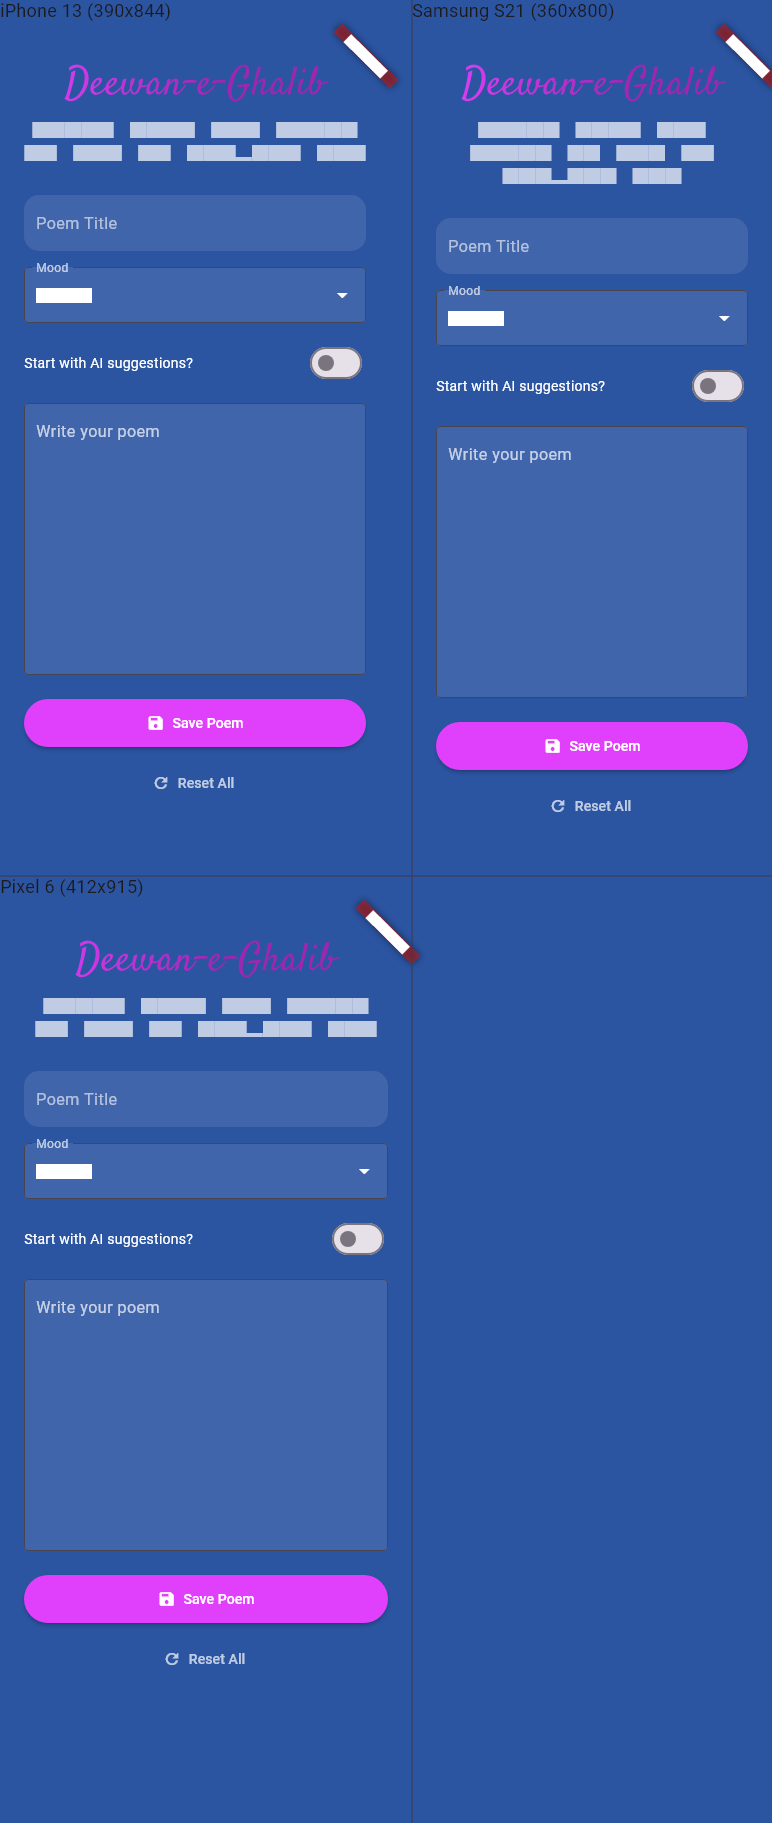 iPhone 13 (390x844)
Deewan-e-Ghalib
Poem Title
Mood
Start with AI suggestions?
Write your poem
Save Poem
Reset All
Samsung S21 (360x800)
Deewan-e-Ghalib
Poem Title
Mood
Start with AI suggestions?
Write your poem
Save Poem
Reset All
Pixel 6 (412x915)
Deewan-e-Ghalib
Poem Title
Mood
Start with AI suggestions?
Write your poem
Save Poem
Reset All